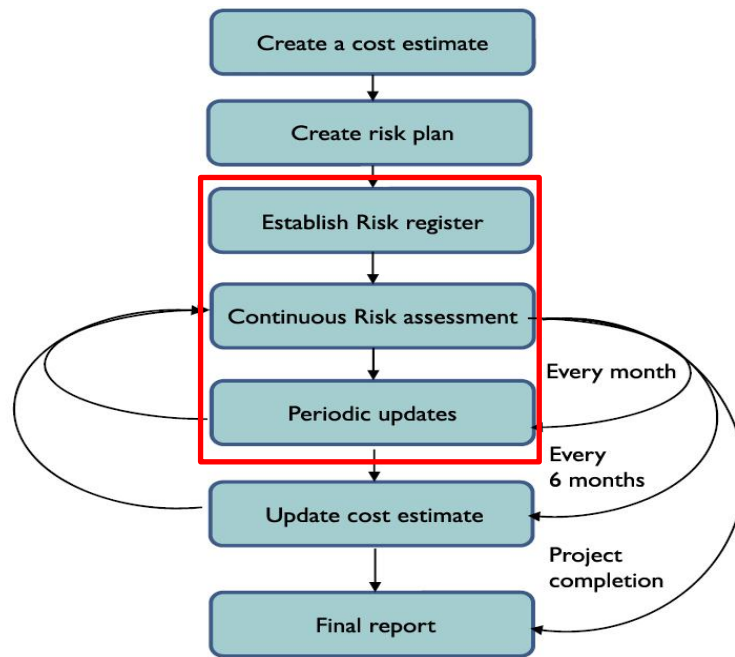 Create a cost estimate
Create risk plan
Establish Risk register
Continuous Risk assessment
Every month
Periodic updates
Every
6 months
Update cost estimate
Project
completion
Final report